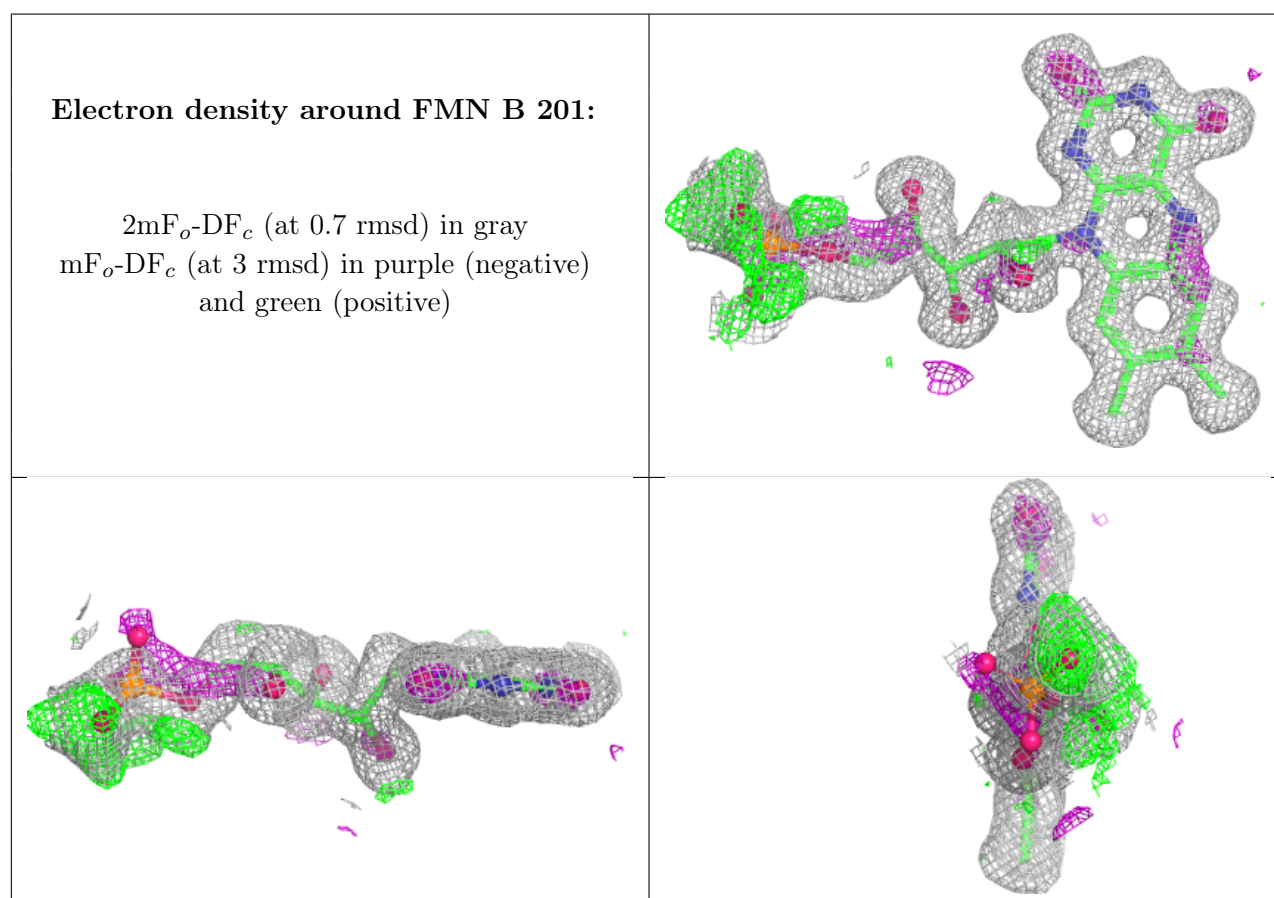 Electron density around FMN B 201:
2mFo-DFc (at 0.7 rmsd) in gray
mFo-DFc (at 3 rmsd) in purple (negative)
and green (positive)